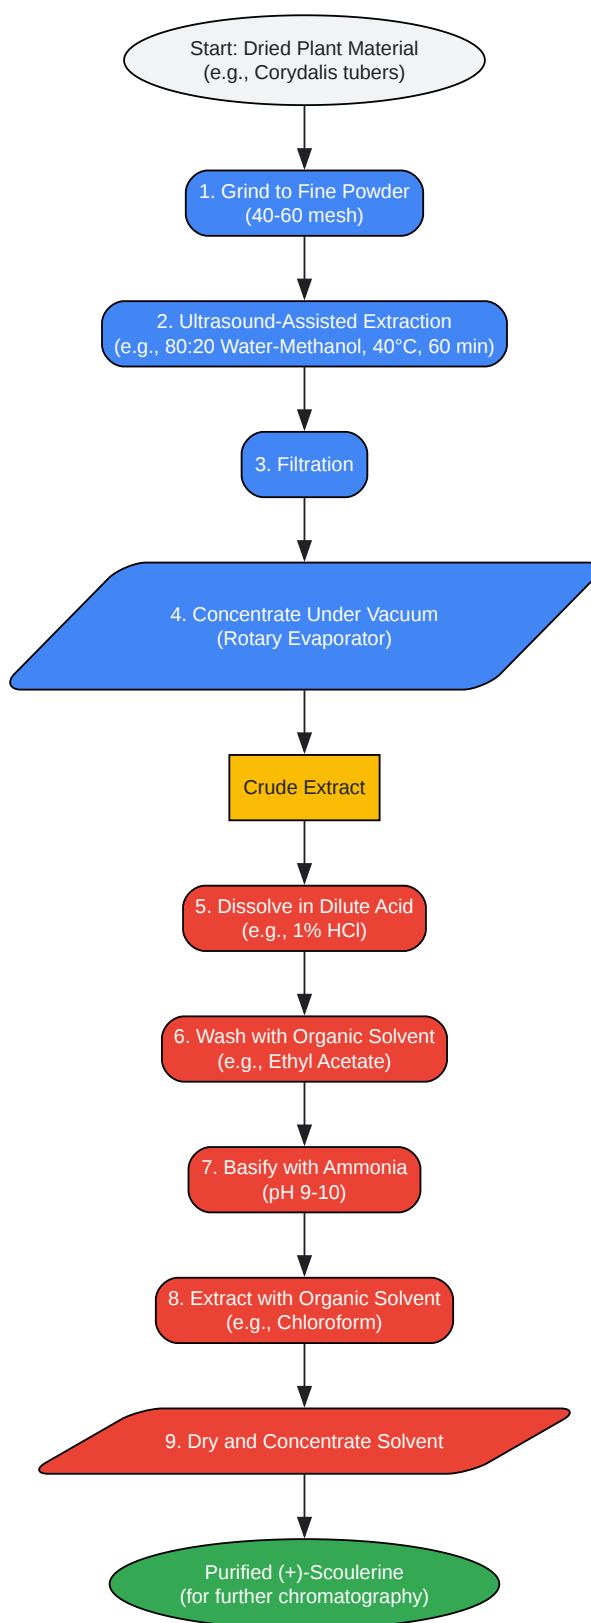 Start: Dried Plant Material
(e.g., Corydalis tubers)
1. Grind to Fine Powder
(40-60 mesh)
2. Ultrasound-Assisted Extraction
(e.g., 80:20 Water-Methanol, 40°C, 60 min)
3. Filtration
4. Concentrate Under Vacuum
(Rotary Evaporator)
Crude Extract
5. Dissolve in Dilute Acid
(e.g., 1% HCl)
6. Wash with Organic Solvent
(e.g., Ethyl Acetate)
7. Basify with Ammonia
(pH 9-10)
8. Extract with Organic Solvent
(e.g., Chloroform)
9. Dry and Concentrate Solvent
Purified (+)-Scoulerine
(for further chromatography)